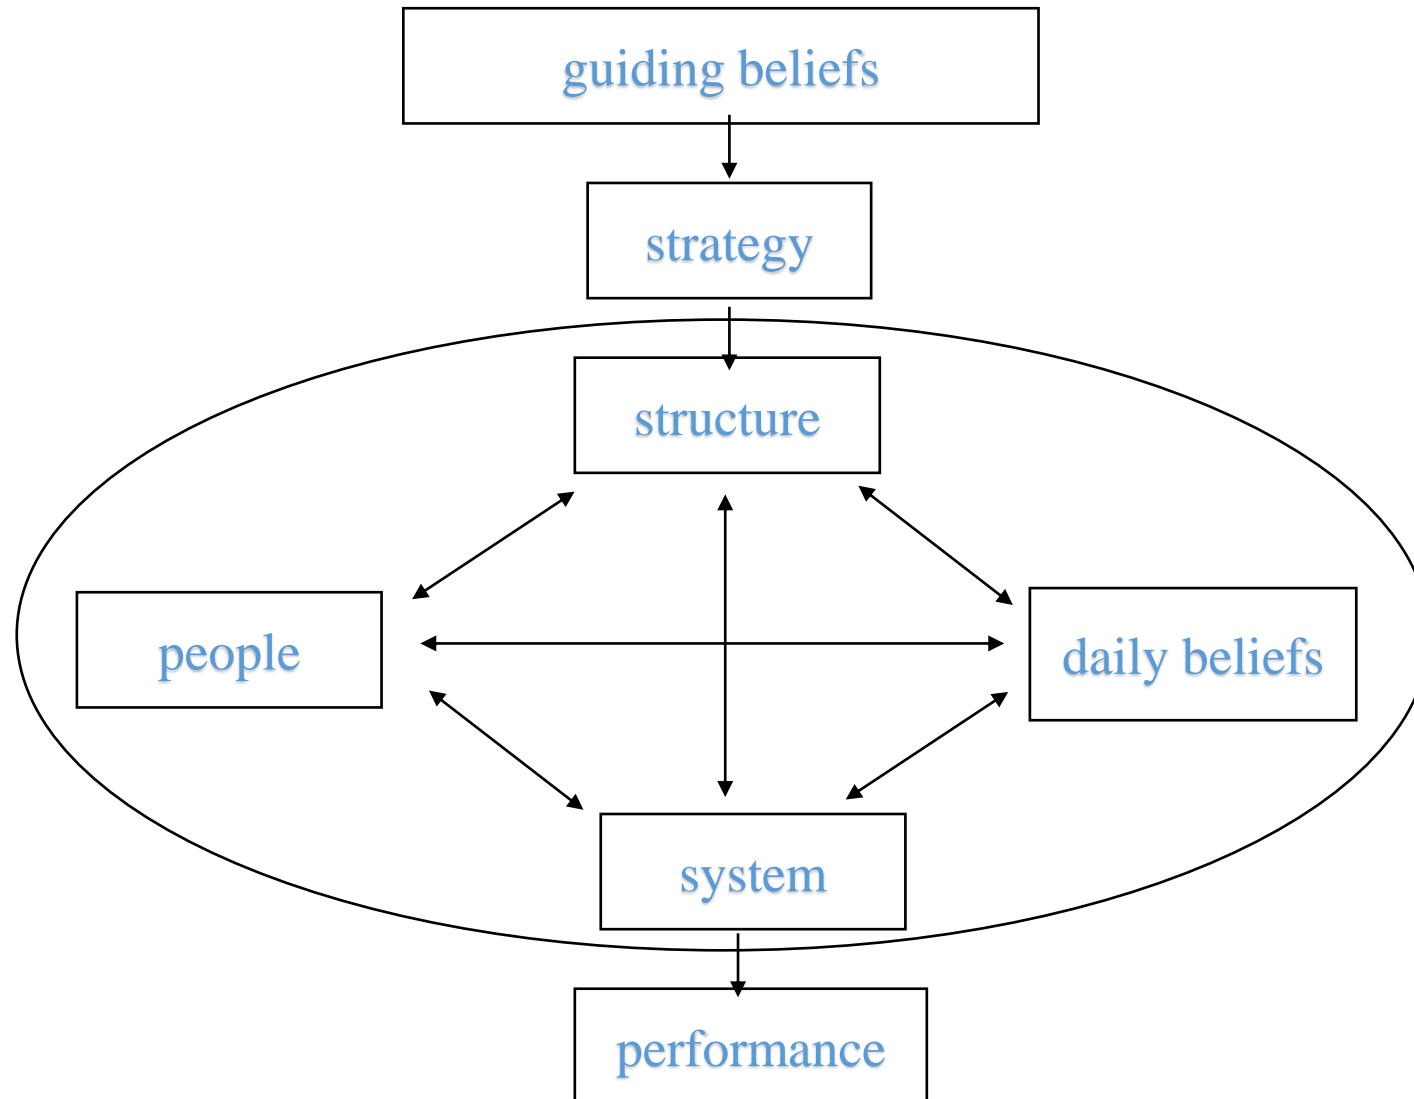 guiding beliefs
strategy
structure
people
daily beliefs
system
performance